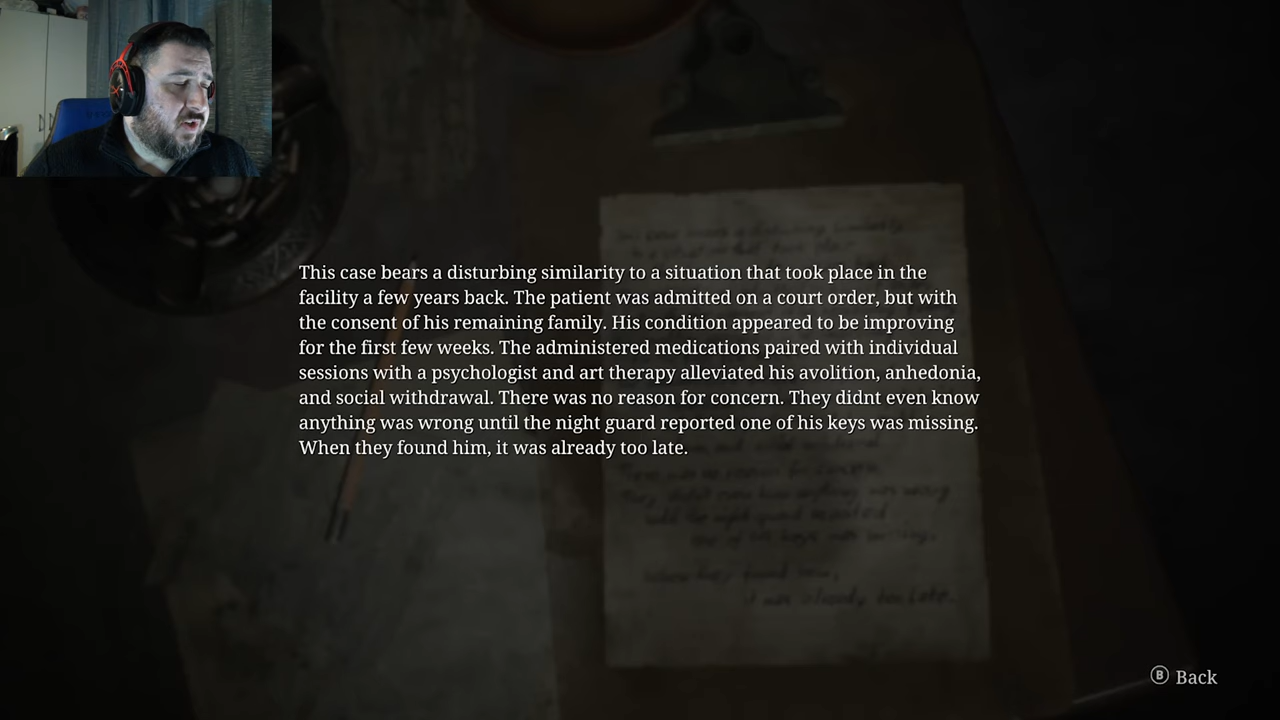 This case bears a disturbing similarity to a situation that took place in the
facility a few years back. The patient was admitted on a court order, but with
the consent of his remaining family. His condition appeared to be improving
for the first few weeks. The administered medications paired with individual
sessions with a psychologist and art therapy alleviated his avolition, anhedonia,
and social withdrawal. There was no reason for concern. They didnt even know
anything was wrong until the night guard reported one of his keys was missing.
When they found him, it was already too late.
B Back